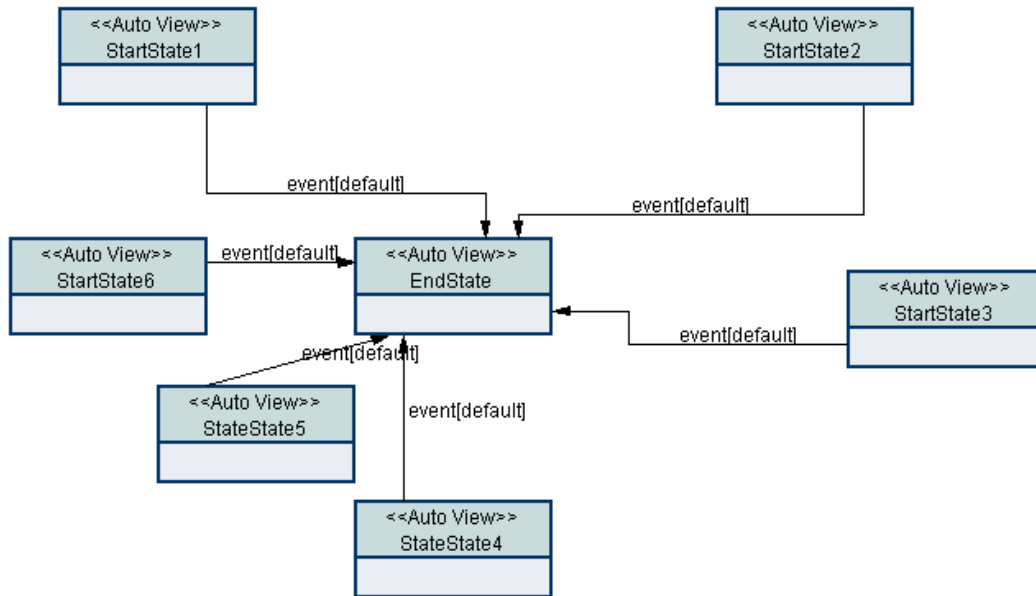 <<Auto View>>
StartState1
<<Auto View>>
StartState2
event[default]
event[default]
<<Auto View>>
StartState6
event[default]
<<Auto View>>
EndState
<<Auto View>>
StartState3
event[default]
event[default]
<<Auto View>>
StateState5
event[default]
<<Auto View>>
StateState4